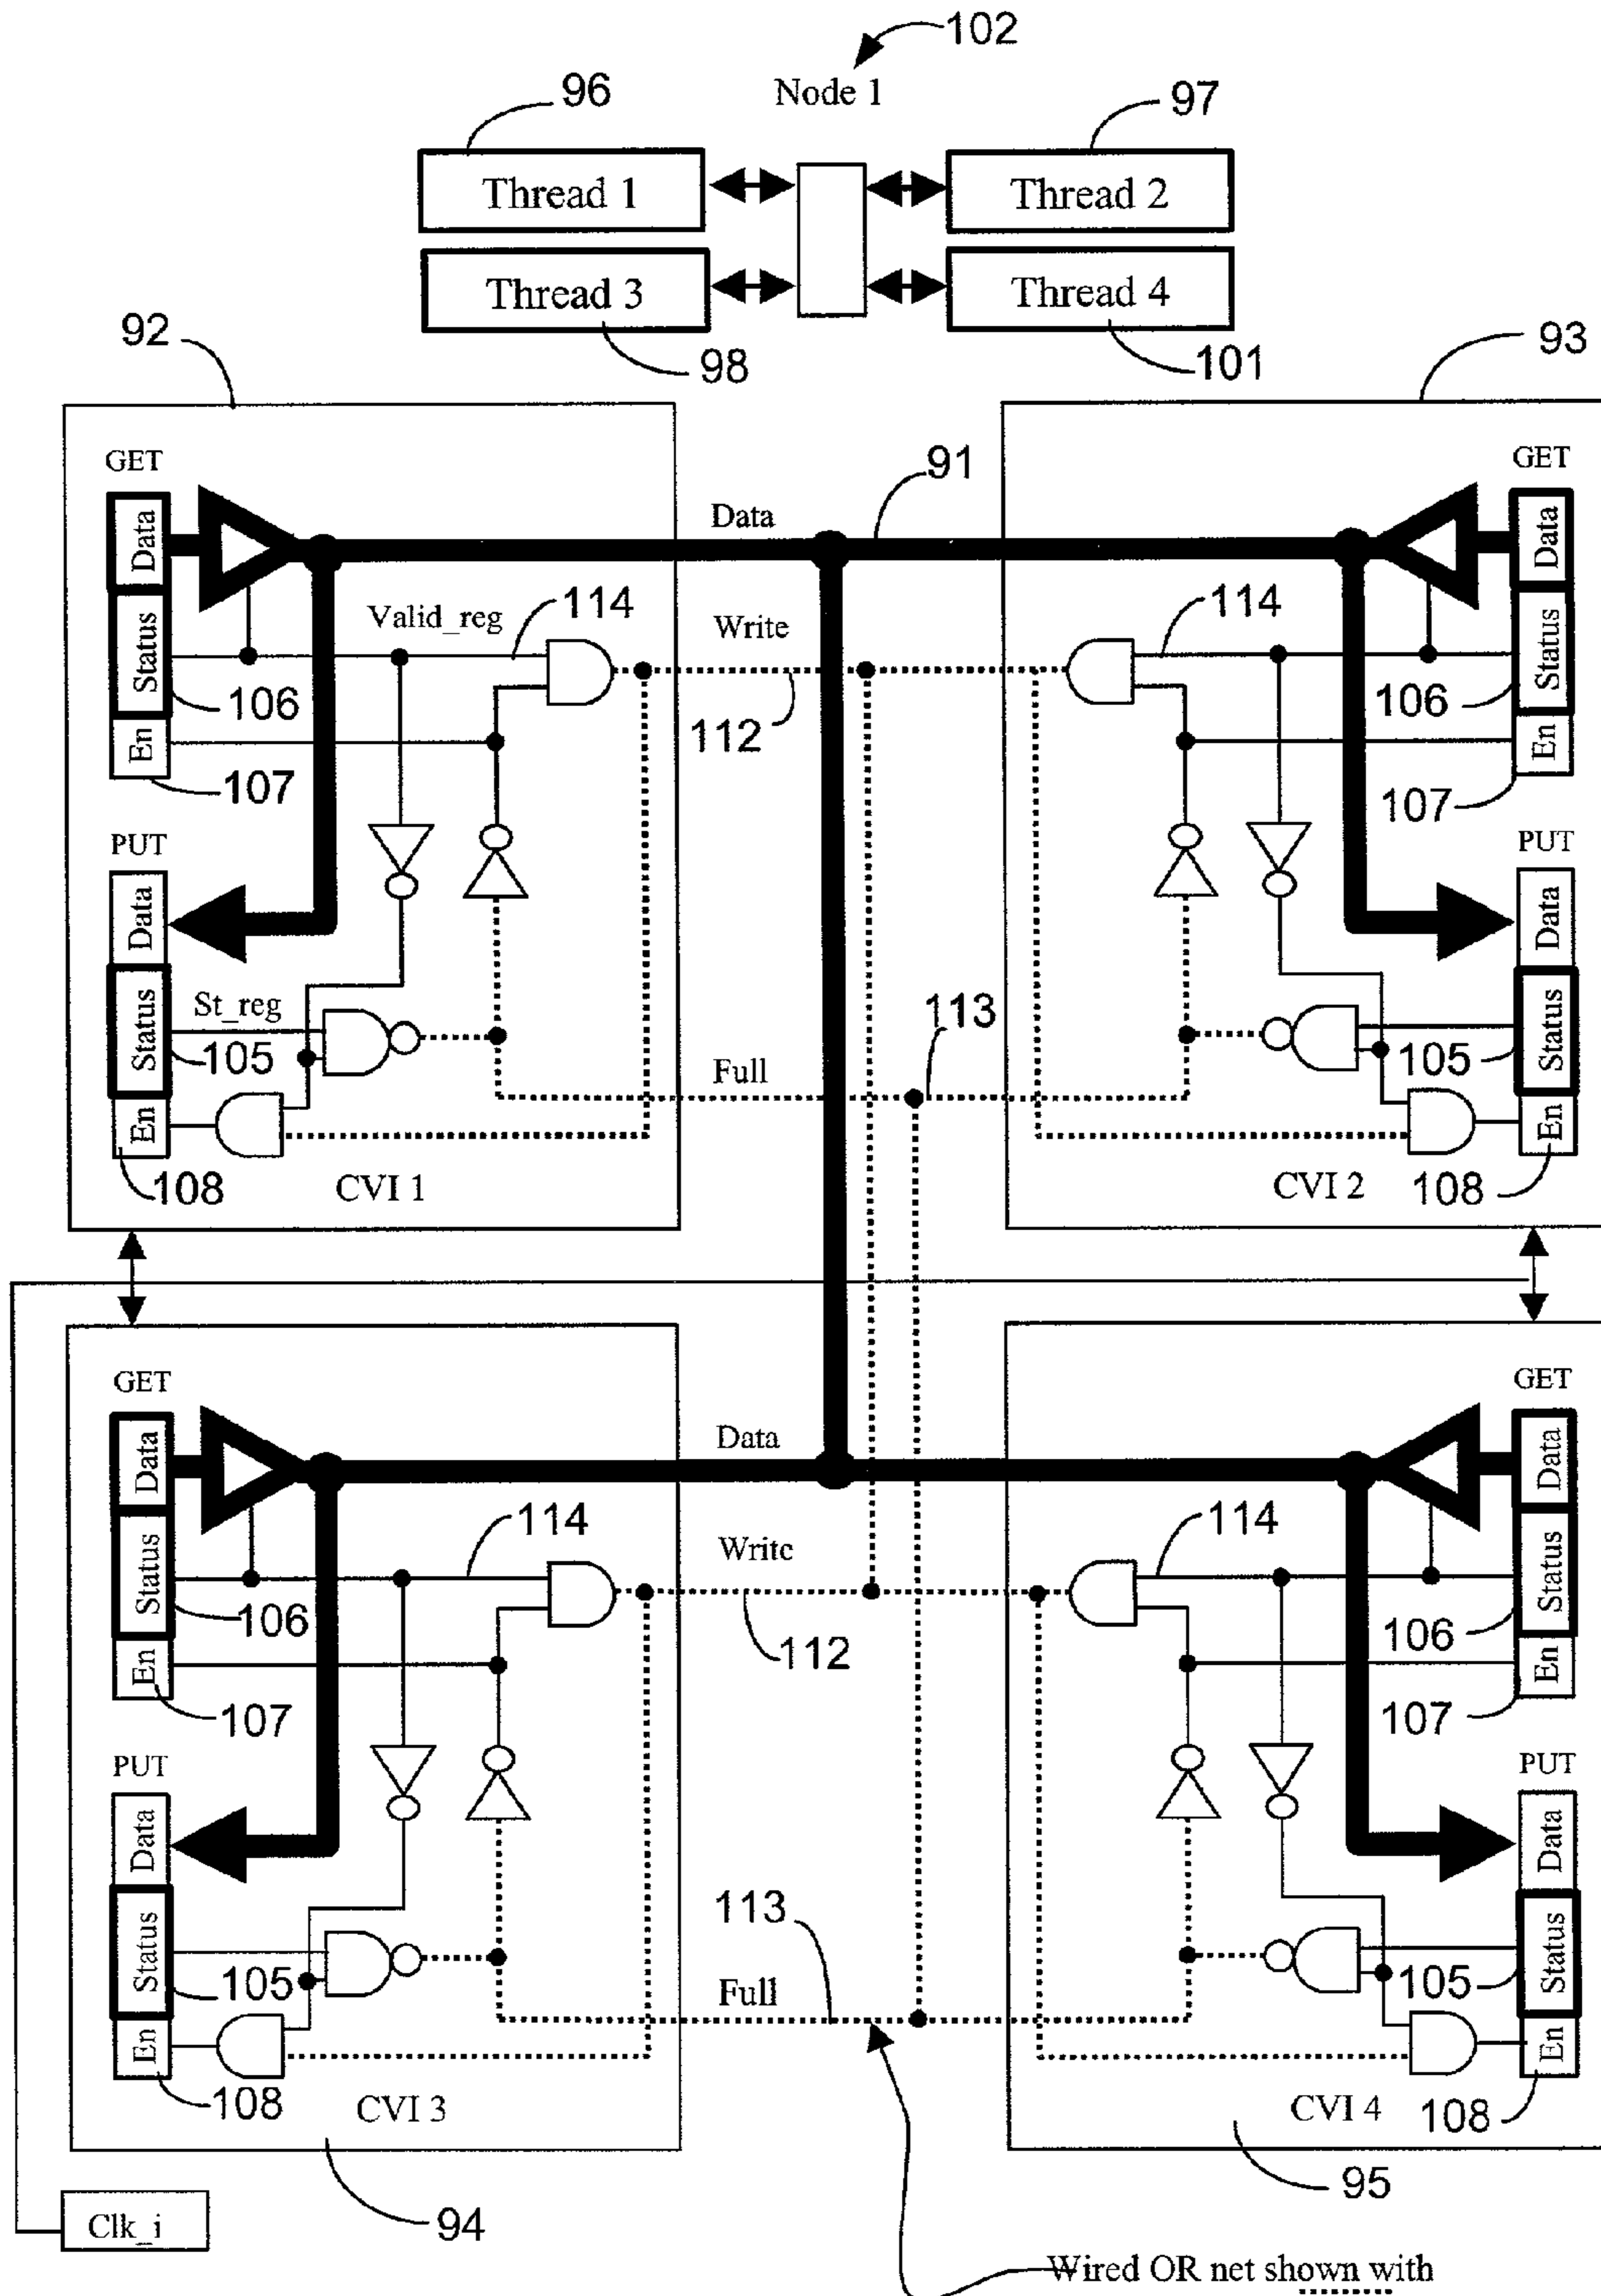 102
Node 1
96
97
Thread 1
Thread 2
Thread 3
Thread 4
92
98
101
93
GET
91
GET
Data
Data
Data
Status
Valid_reg
114
Write
114
Status
106
112
106
En
En
107
107
PUT
PUT
Data
Data
St_reg
113
Status
105
Full
105
Status
En
En
108
CVI 1
CVI 2
108
GET
GET
Data
Data
Data
114
Write
114
Status
Status
106
112
106
En
En
107
107
PUT
PUT
Data
Data
113
Status
105
Full
105
Status
En
En
108
CVI 3
CVI 4
108
94
95
Clk_i
Wired OR net shown with